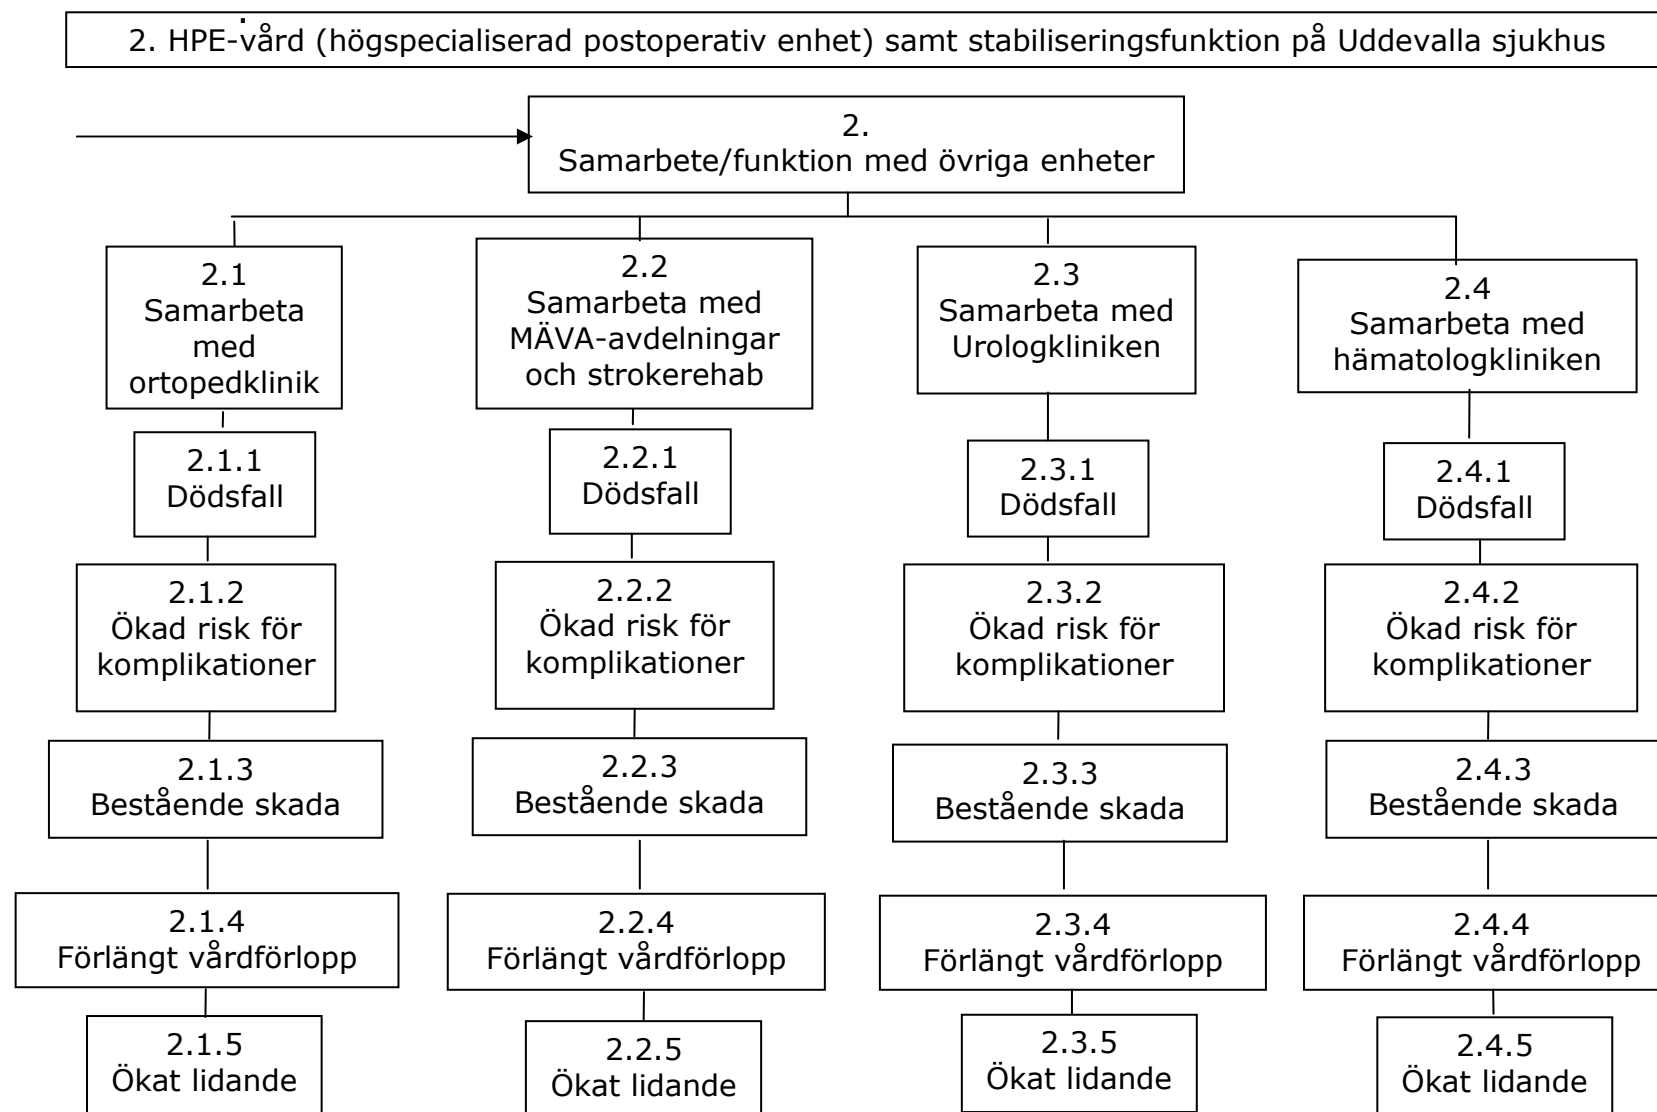 2. HPE-vård (högspecialiserad postoperativ enhet) samt stabiliseringsfunktion på Uddevalla sjukhus
2.
Samarbete/funktion med övriga enheter
2.1
Samarbeta
med
ortopedklinik
2.2
Samarbeta med
MÄVA-avdelningar
och strokerehab
2.3
Samarbeta med
Urologkliniken
2.4
Samarbeta med
hämatologkliniken
2.1.1
Dödsfall
2.2.1
Dödsfall
2.3.1
Dödsfall
2.4.1
Dödsfall
2.1.2
Ökad risk för
komplikationer
2.2.2
Ökad risk för
komplikationer
2.3.2
Ökad risk för
komplikationer
2.4.2
Ökad risk för
komplikationer
2.1.3
Bestående skada
2.2.3
Bestående skada
2.3.3
Bestående skada
2.4.3
Bestående skada
2.1.4
Förlängt vårdförlopp
2.2.4
Förlängt vårdförlopp
2.3.4
Förlängt vårdförlopp
2.4.4
Förlängt vårdförlopp
2.1.5
Ökat lidande
2.2.5
Ökat lidande
2.3.5
Ökat lidande
2.4.5
Ökat lidande